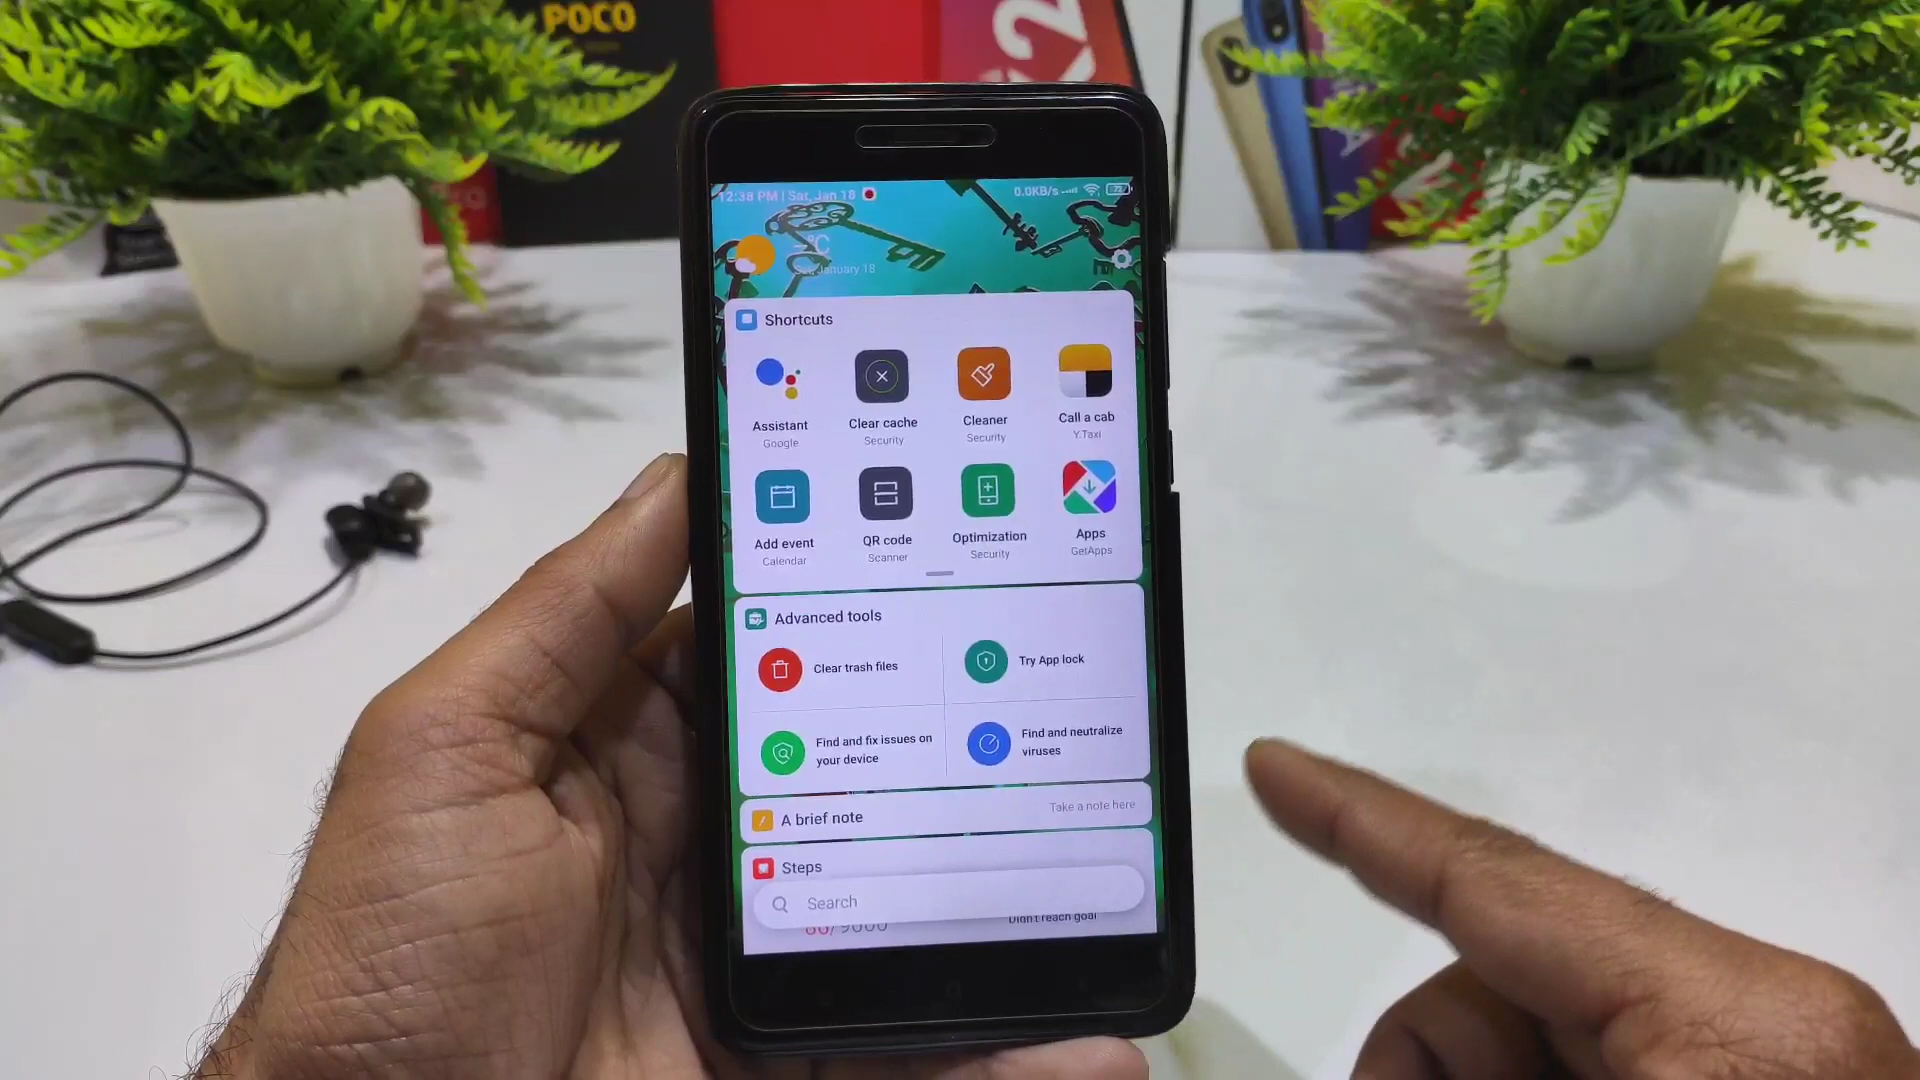 POCO
K2
12:38 PM | Sat, Jan 18
0.0KB/s
°C
Sat, January 18
Shortcuts
Assistant
Google
Clear cache
Security
Cleaner
Security
Call a cab
Y.Taxi
Add event
Calendar
QR code
Scanner
Optimization
Security
Apps
GetApps
Advanced tools
Clear trash files
Try App lock
Find and fix issues on
your device
Find and neutralize
viruses
A brief note
Take a note here
Steps
Search
/9000
Didn't reach goal